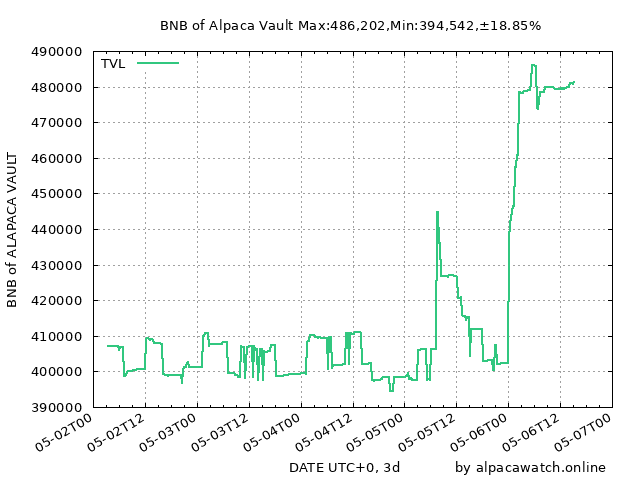 BNB of Alpaca Vault Max:486,202,Min:394,542,±18.85%
TVL
490000
480000
470000
460000
450000
440000
430000
420000
410000
400000
390000
BNB of ALAPACA VAULT
05-02T00
05-02T12
05-03T00
05-03T12
05-04T00
05-04T12
05-05T00
05-05T12
05-06T00
05-06T12
05-07T00
DATE UTC+0, 3d
by alpacawatch.online